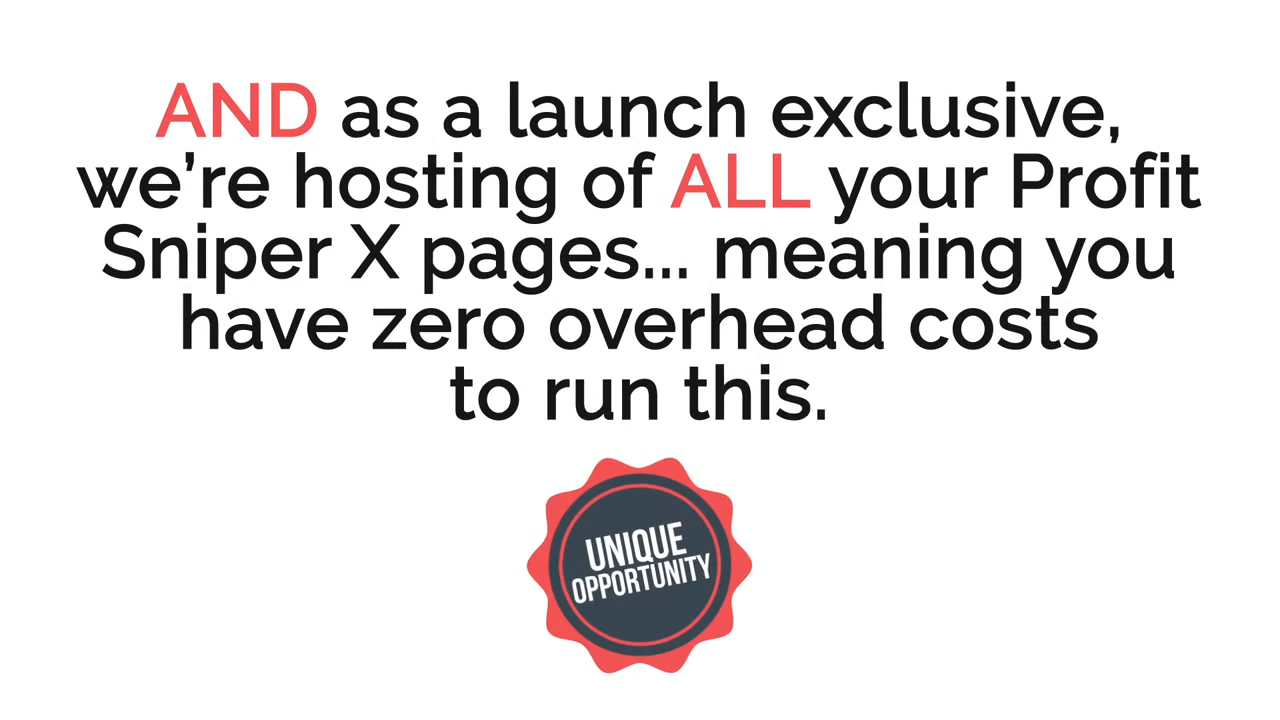 AND as a launch exclusive,
we’re hosting of ALL your Profit
Sniper X pages... meaning you
have zero overhead costs
to run this.
UNIQUE
OPPORTUNITY